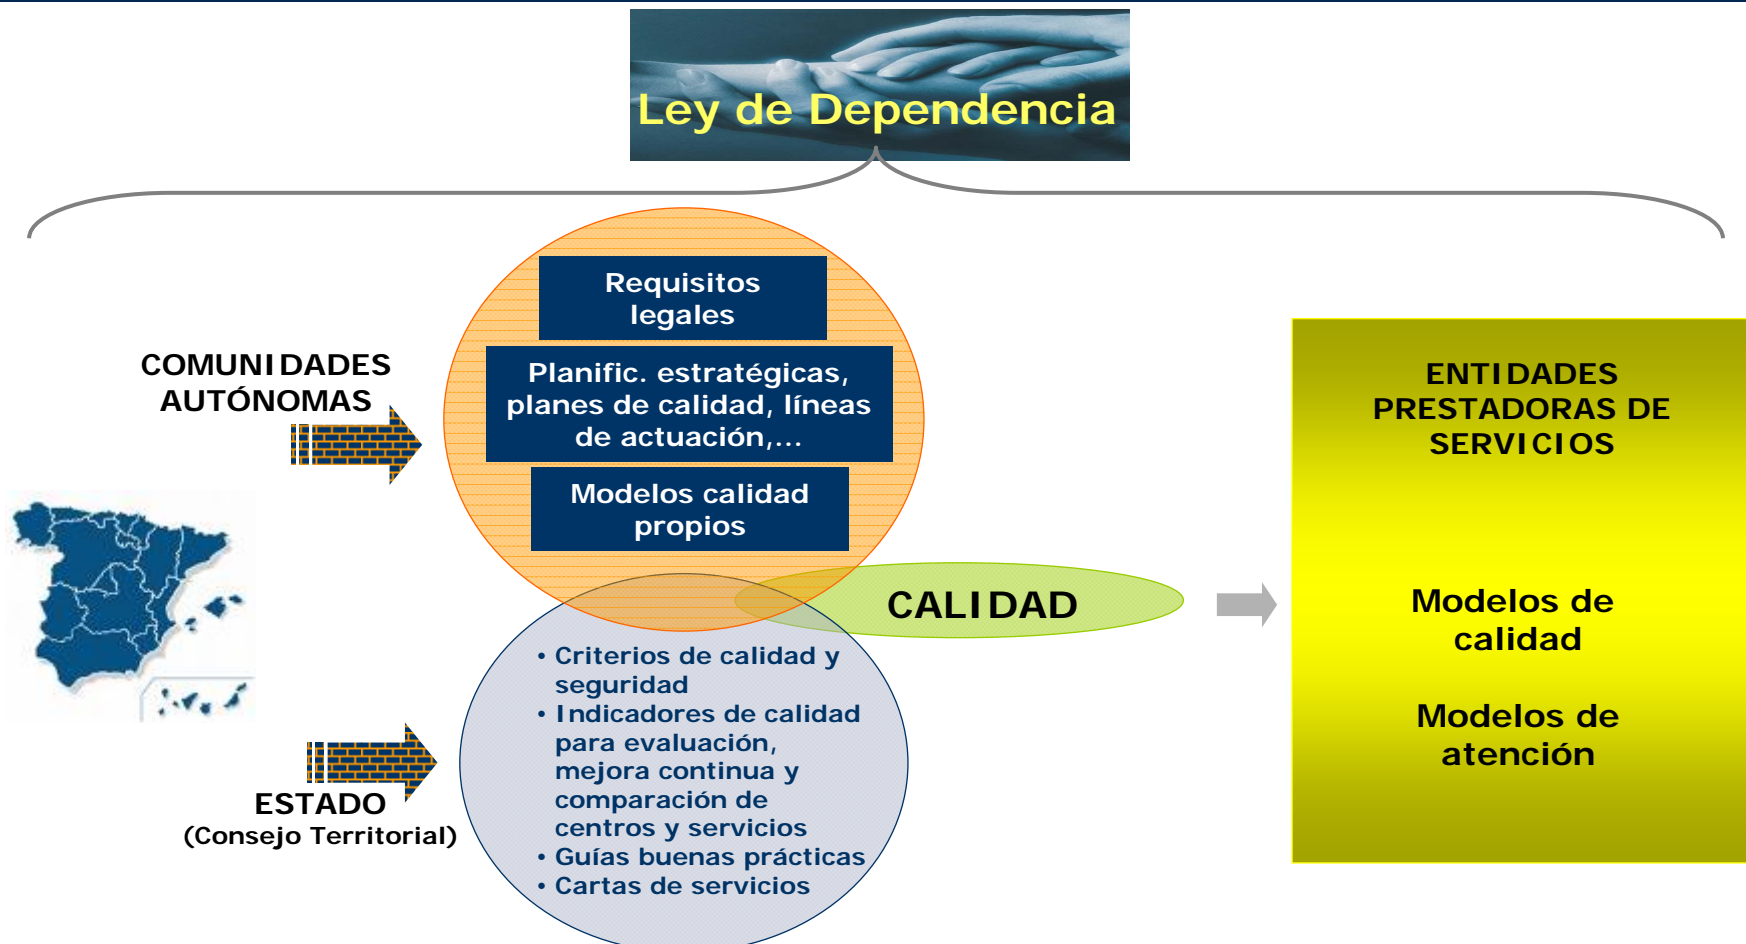 Ley de Dependencia
Requisitos
legales
COMUNIDADES
AUTÓNOMAS
Planific. estratégicas,
planes de calidad, líneas
de actuación,...
Modelos calidad
propios
CALIDAD
• Criterios de calidad y
seguridad
• Indicadores de calidad
para evaluación,
mejora continua y
comparación de
centros y servicios
• Guías buenas prácticas
• Cartas de servicios
ESTADO
(Consejo Territorial)
ENTIDADES
PRESTADORAS DE
SERVICIOS
Modelos de
calidad
Modelos de
atención